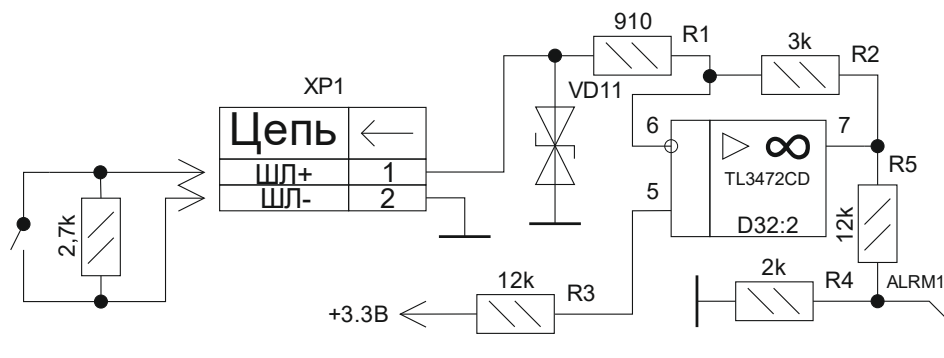 910
R1
3k
R2
XP1
VD11
Цепь
6
7
∞
TL3472CD
R5
ШЛ+
1
5
ШЛ-
2
2,7k
D32:2
12k
12k
R3
2k
R4
ALRM1
+3.3В